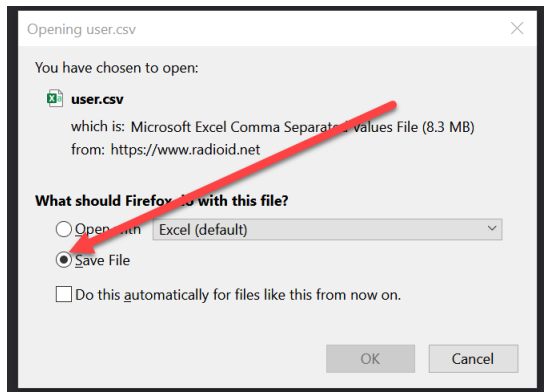 Opening user.csv
You have chosen to open:
user.csv
which is: Microsoft Excel Comma Separated Values File (8.3 MB)
from: https://www.radioid.net
What should Firefox do with this file?
Open with Excel (default)
Save File
Do this automatically for files like this from now on.
OK Cancel